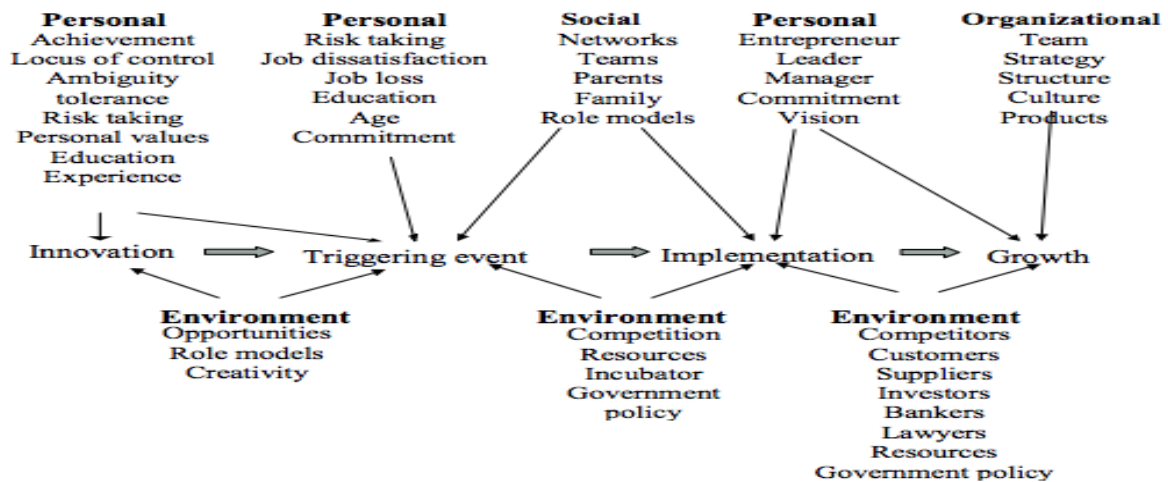 Personal
Achievement
Locus of control
Ambiguity
tolerance
Risk taking
Personal values
Education
Experience
Personal
Risk taking
Job dissatisfaction
Job loss
Education
Age
Commitment
Social
Networks
Teams
Parents
Family
Role models
Personal
Entrepreneur
Leader
Manager
Commitment
Vision
Organizational
Team
Strategy
Structure
Culture
Products
Innovation
Triggering event
Implementation
Growth
Environment
Opportunities
Role models
Creativity
Environment
Competition
Resources
Incubator
Government
policy
Environment
Competitors
Customers
Suppliers
Investors
Bankers
Lawyers
Resources
Government policy